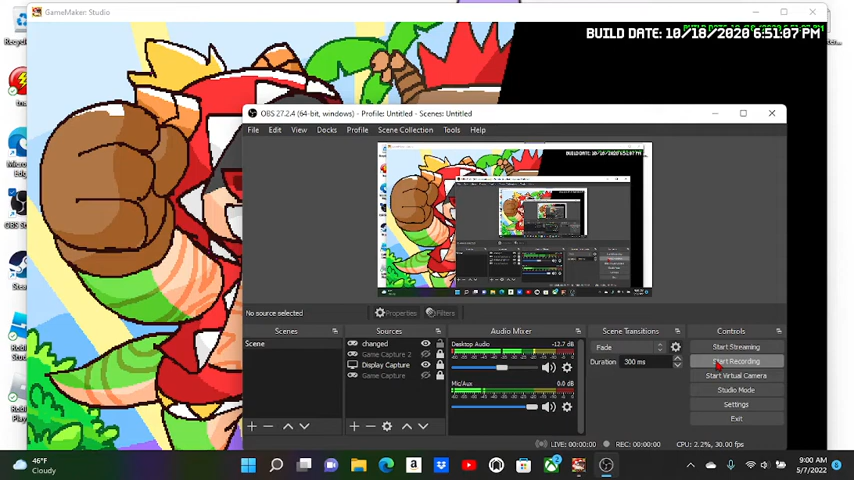 GameMaker: Studio
BUILD DATE: 10/18/2020 6:51:07 PM
OBS 27.2.4 (64-bit, windows) - Profile: Untitled - Scenes: Untitled
File Edit View Docks Profile Scene Collection Tools Help
No source selected Properties Filters
Scenes Sources Audio Mixer Scene Transitions Controls
Scene
changed
Game Capture 2
Display Capture
Game Capture
Desktop Audio -12.7 dB
Mic/Aux 0.0 dB
Fade
Duration 300 ms
Start Streaming
Start Recording
Start Virtual Camera
Studio Mode
Settings
Exit
LIVE: 00:00:00 REC: 00:00:00 CPU: 2.2%, 30.00 fps
46°F
Cloudy
9:00 AM
5/7/2022